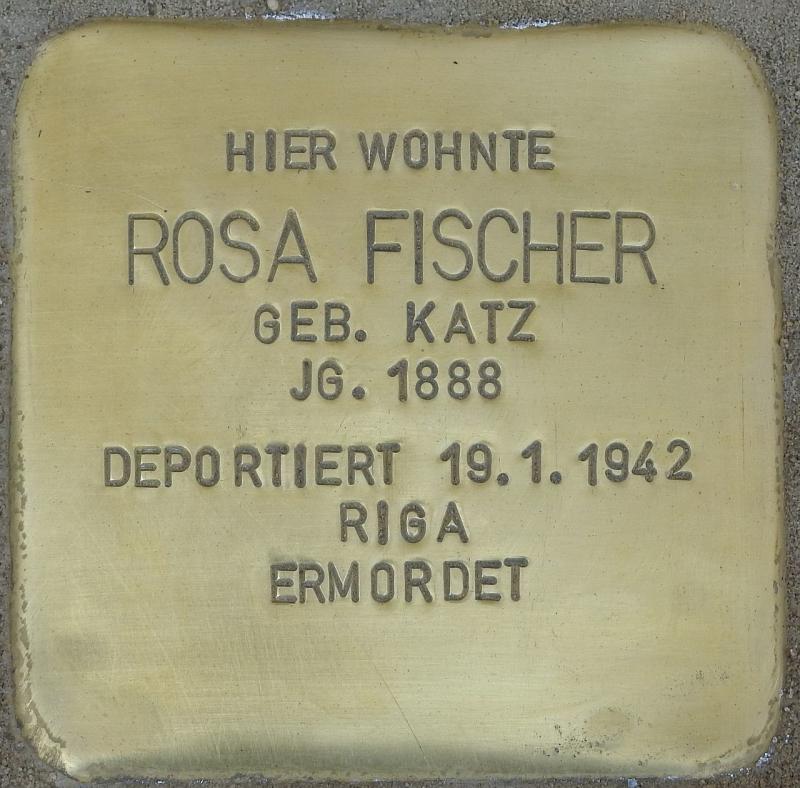 HIER WOHNTE
ROSA FISCHER
GEB. KATZ
JG. 1888
DEPORTIERT 19.1.1942
RIGA
ERMORDET